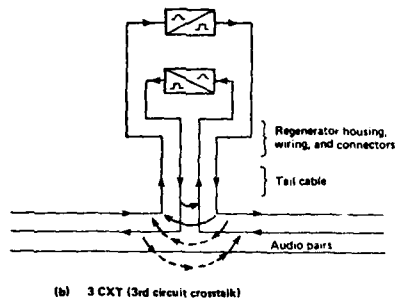 Regenerator housing,
wiring, and connectors
Tail cable
Audio pairs
(b) 3 CXT (3rd circuit crosstalk)